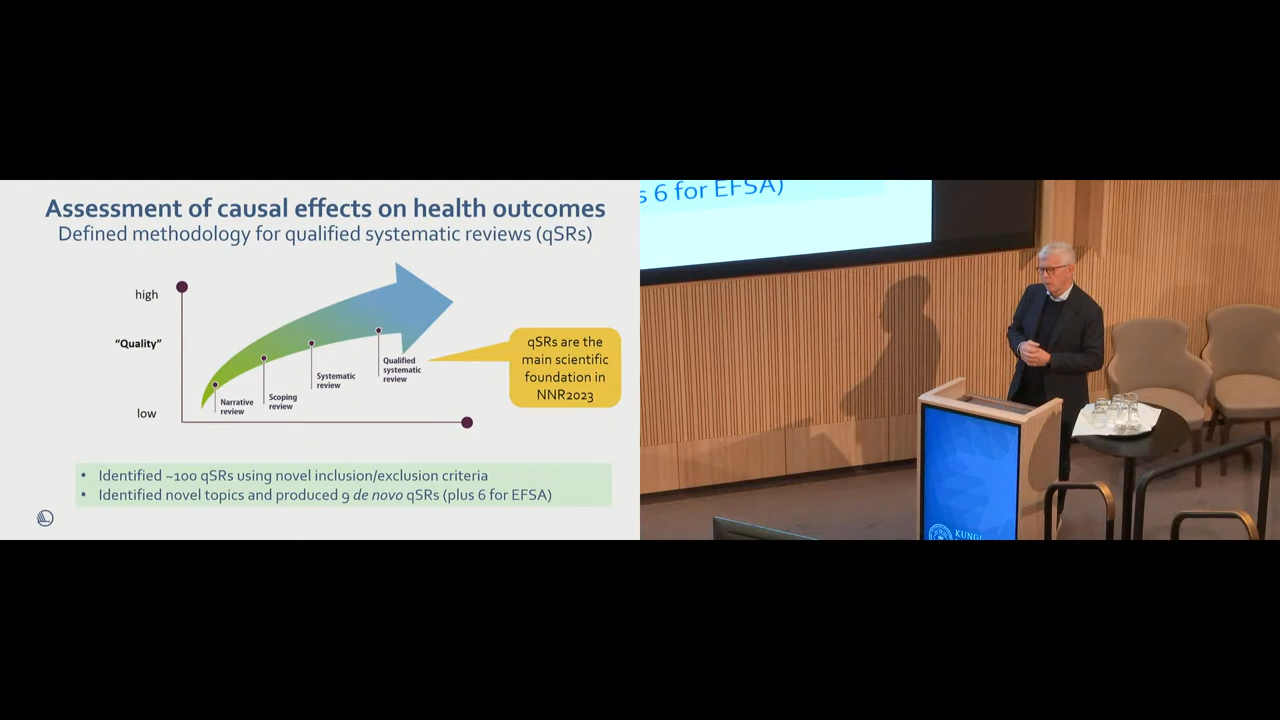 Assessment of causal effects on health outcomes
Defined methodology for qualified systematic reviews (qSRs)
high
"Quality"
low
Narrative
review
Scoping
review
Systematic
review
Qualified
systematic
review
qSRs are the
main scientific
foundation in
NNR2023
• Identified ~100 qSRs using novel inclusion/exclusion criteria
• Identified novel topics and produced 9 de novo qSRs (plus 6 for EFSA)
s 6 for EFSA)
KUNGL